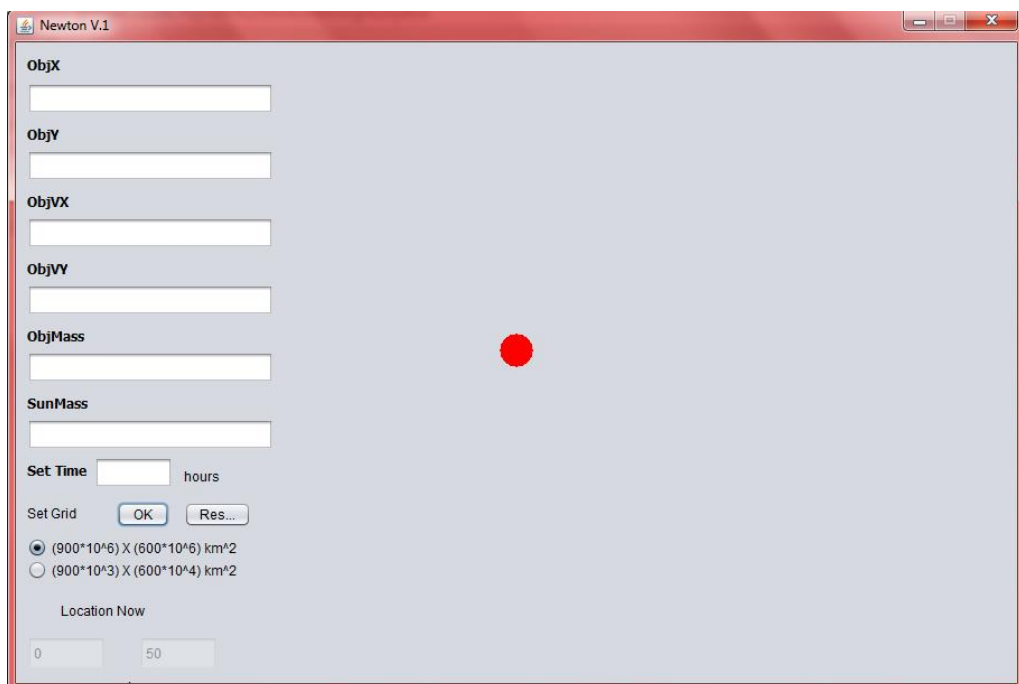 Newton V.1
ObjX
ObjY
ObjVX
ObjVY
ObjMass
SunMass
Set Time hours
Set Grid OK Res...
(900*10^6) X (600*10^6) km^2
(900*10^3) X (600*10^4) km^2
Location Now
0 50